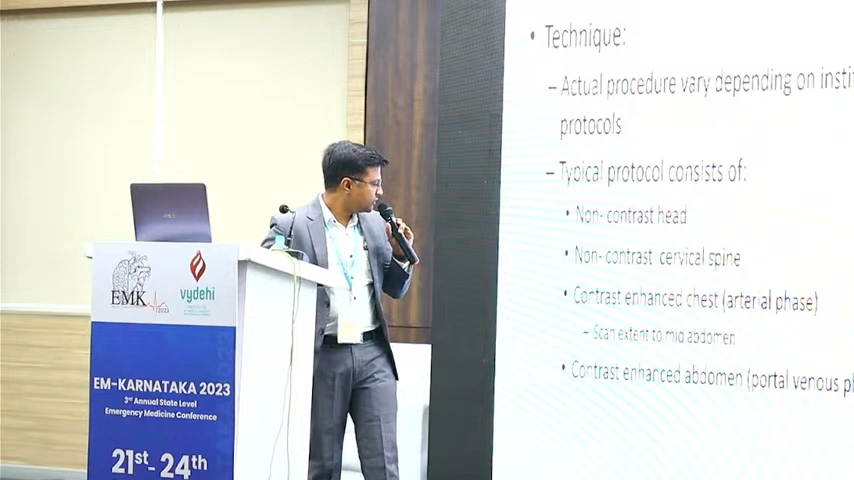 EMK
2023
vydehi
EM-KARNATAKA 2023
3rd Annual State Level
Emergency Medicine Conference
21st - 24th
• Technique:
– Actual procedure vary depending on insti
protocols
– Typical protocol consists of:
• Non- contrast head
• Non- contrast cervical spine
• Contrast enhanced chest (arterial phase)
– Scan extent to mid abdomen
• Contrast enhanced abdomen (portal venous p